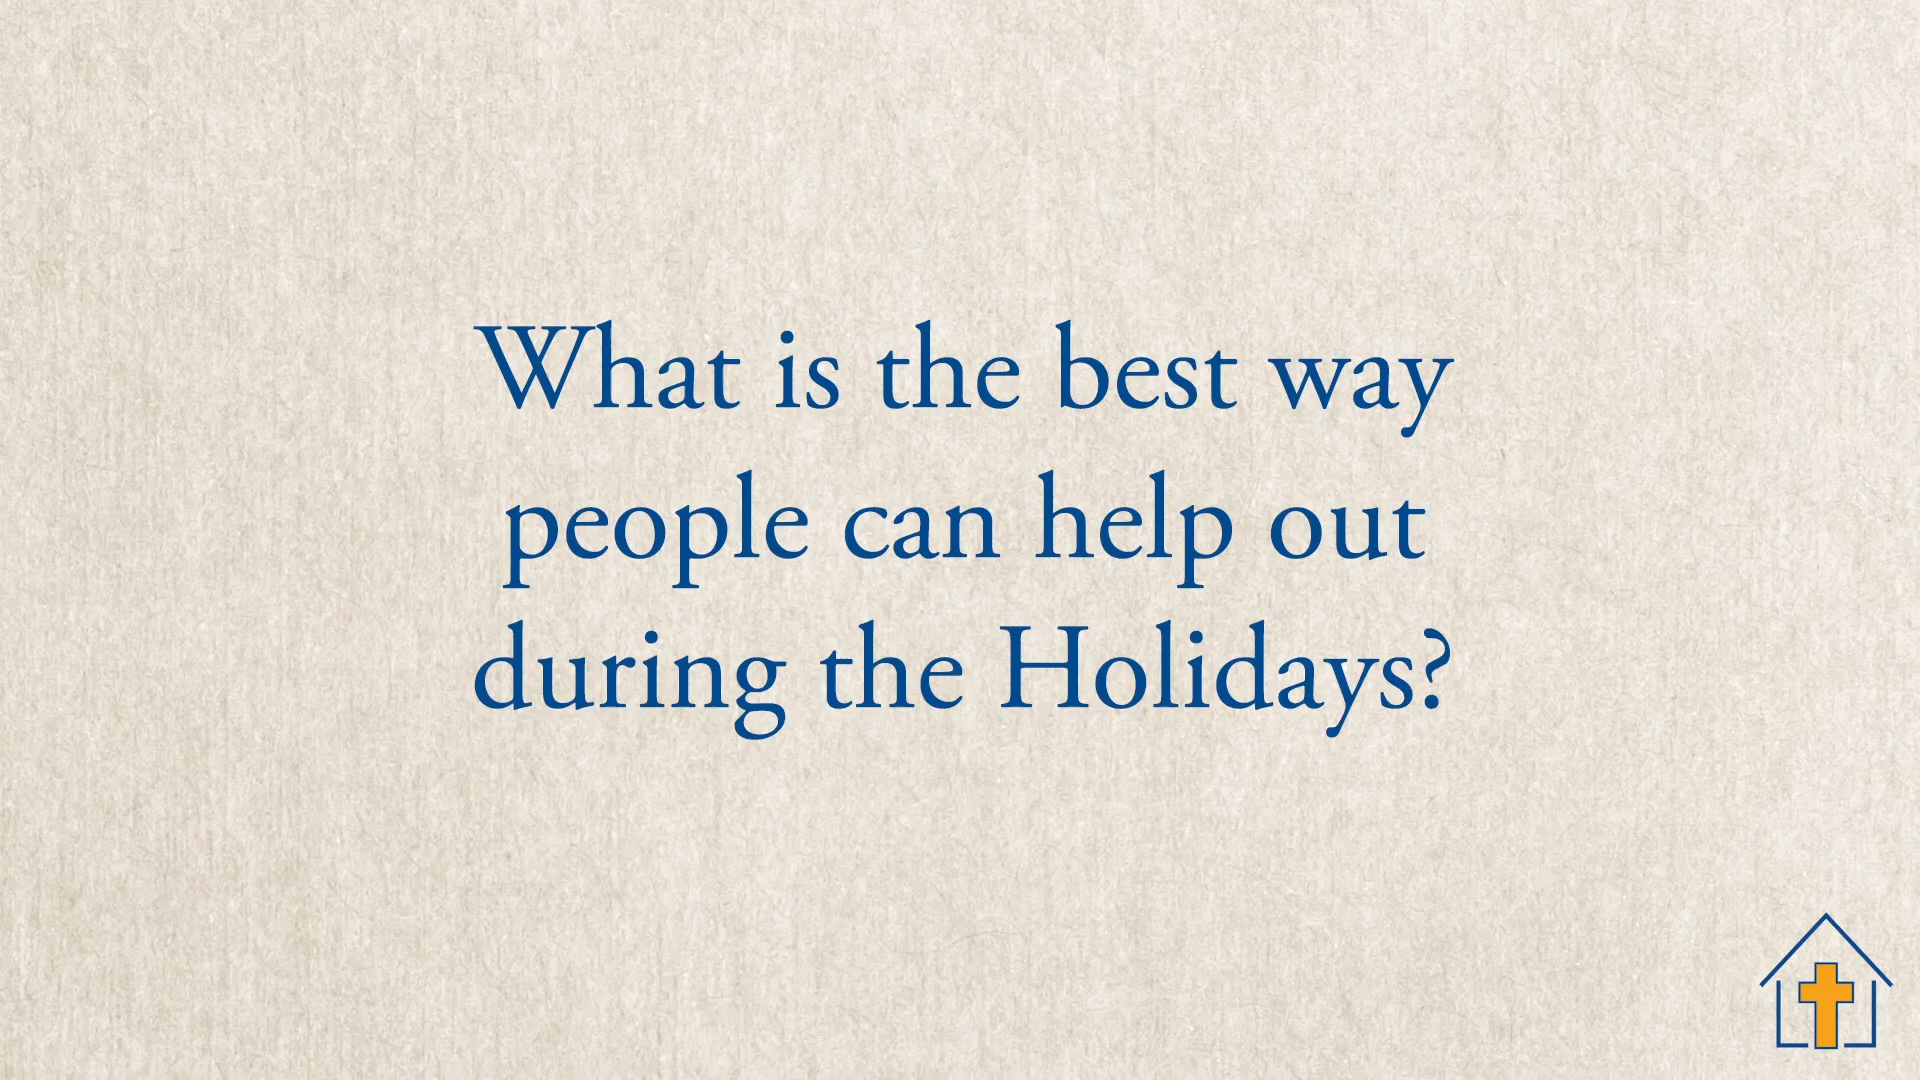 What is the best way
people can help out
during the Holidays?